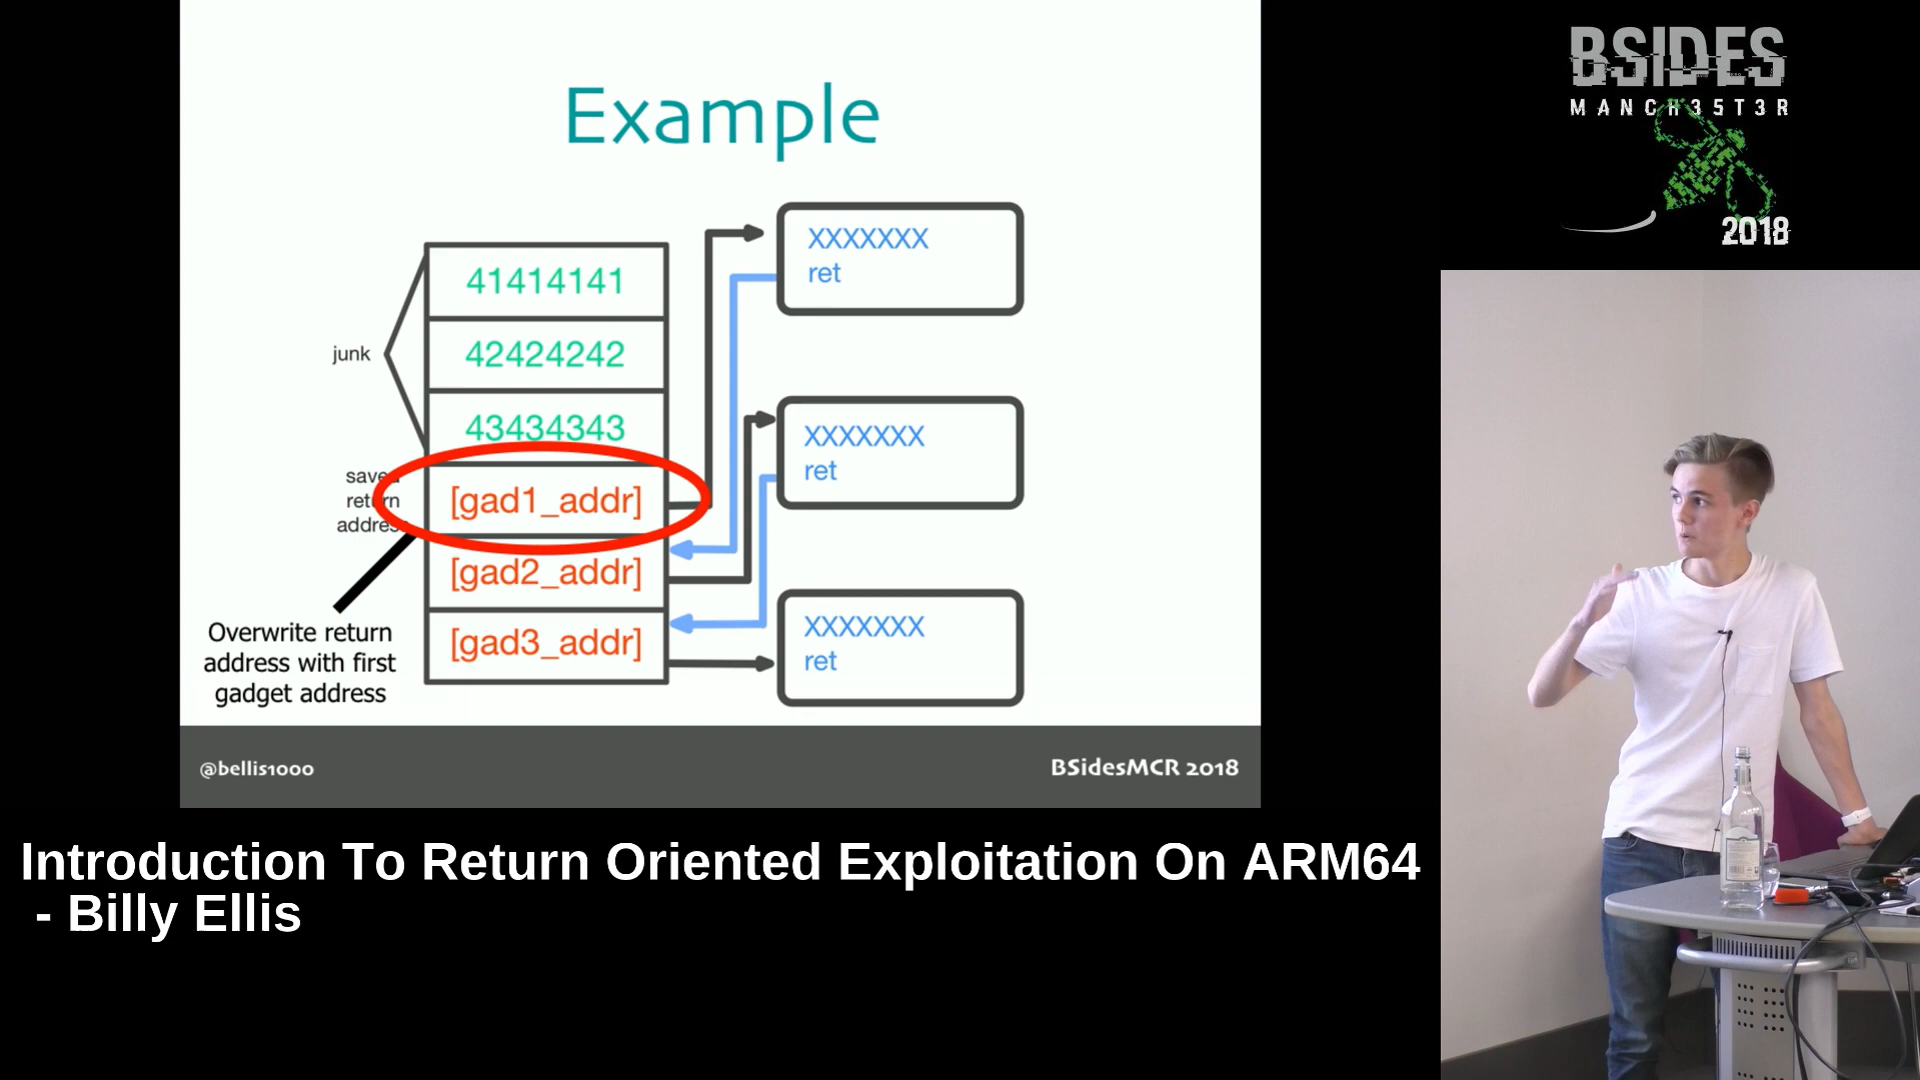 Example
41414141
42424242
43434343
junk
saved
return
address
[gad1_addr]
[gad2_addr]
[gad3_addr]
Overwrite return
address with first
gadget address
XXXXXXX
ret
XXXXXXX
ret
XXXXXXX
ret
@bellis1000
BSidesMCR 2018
BSIDES
MANCH35T3R
2018
Introduction To Return Oriented Exploitation On ARM64
- Billy Ellis